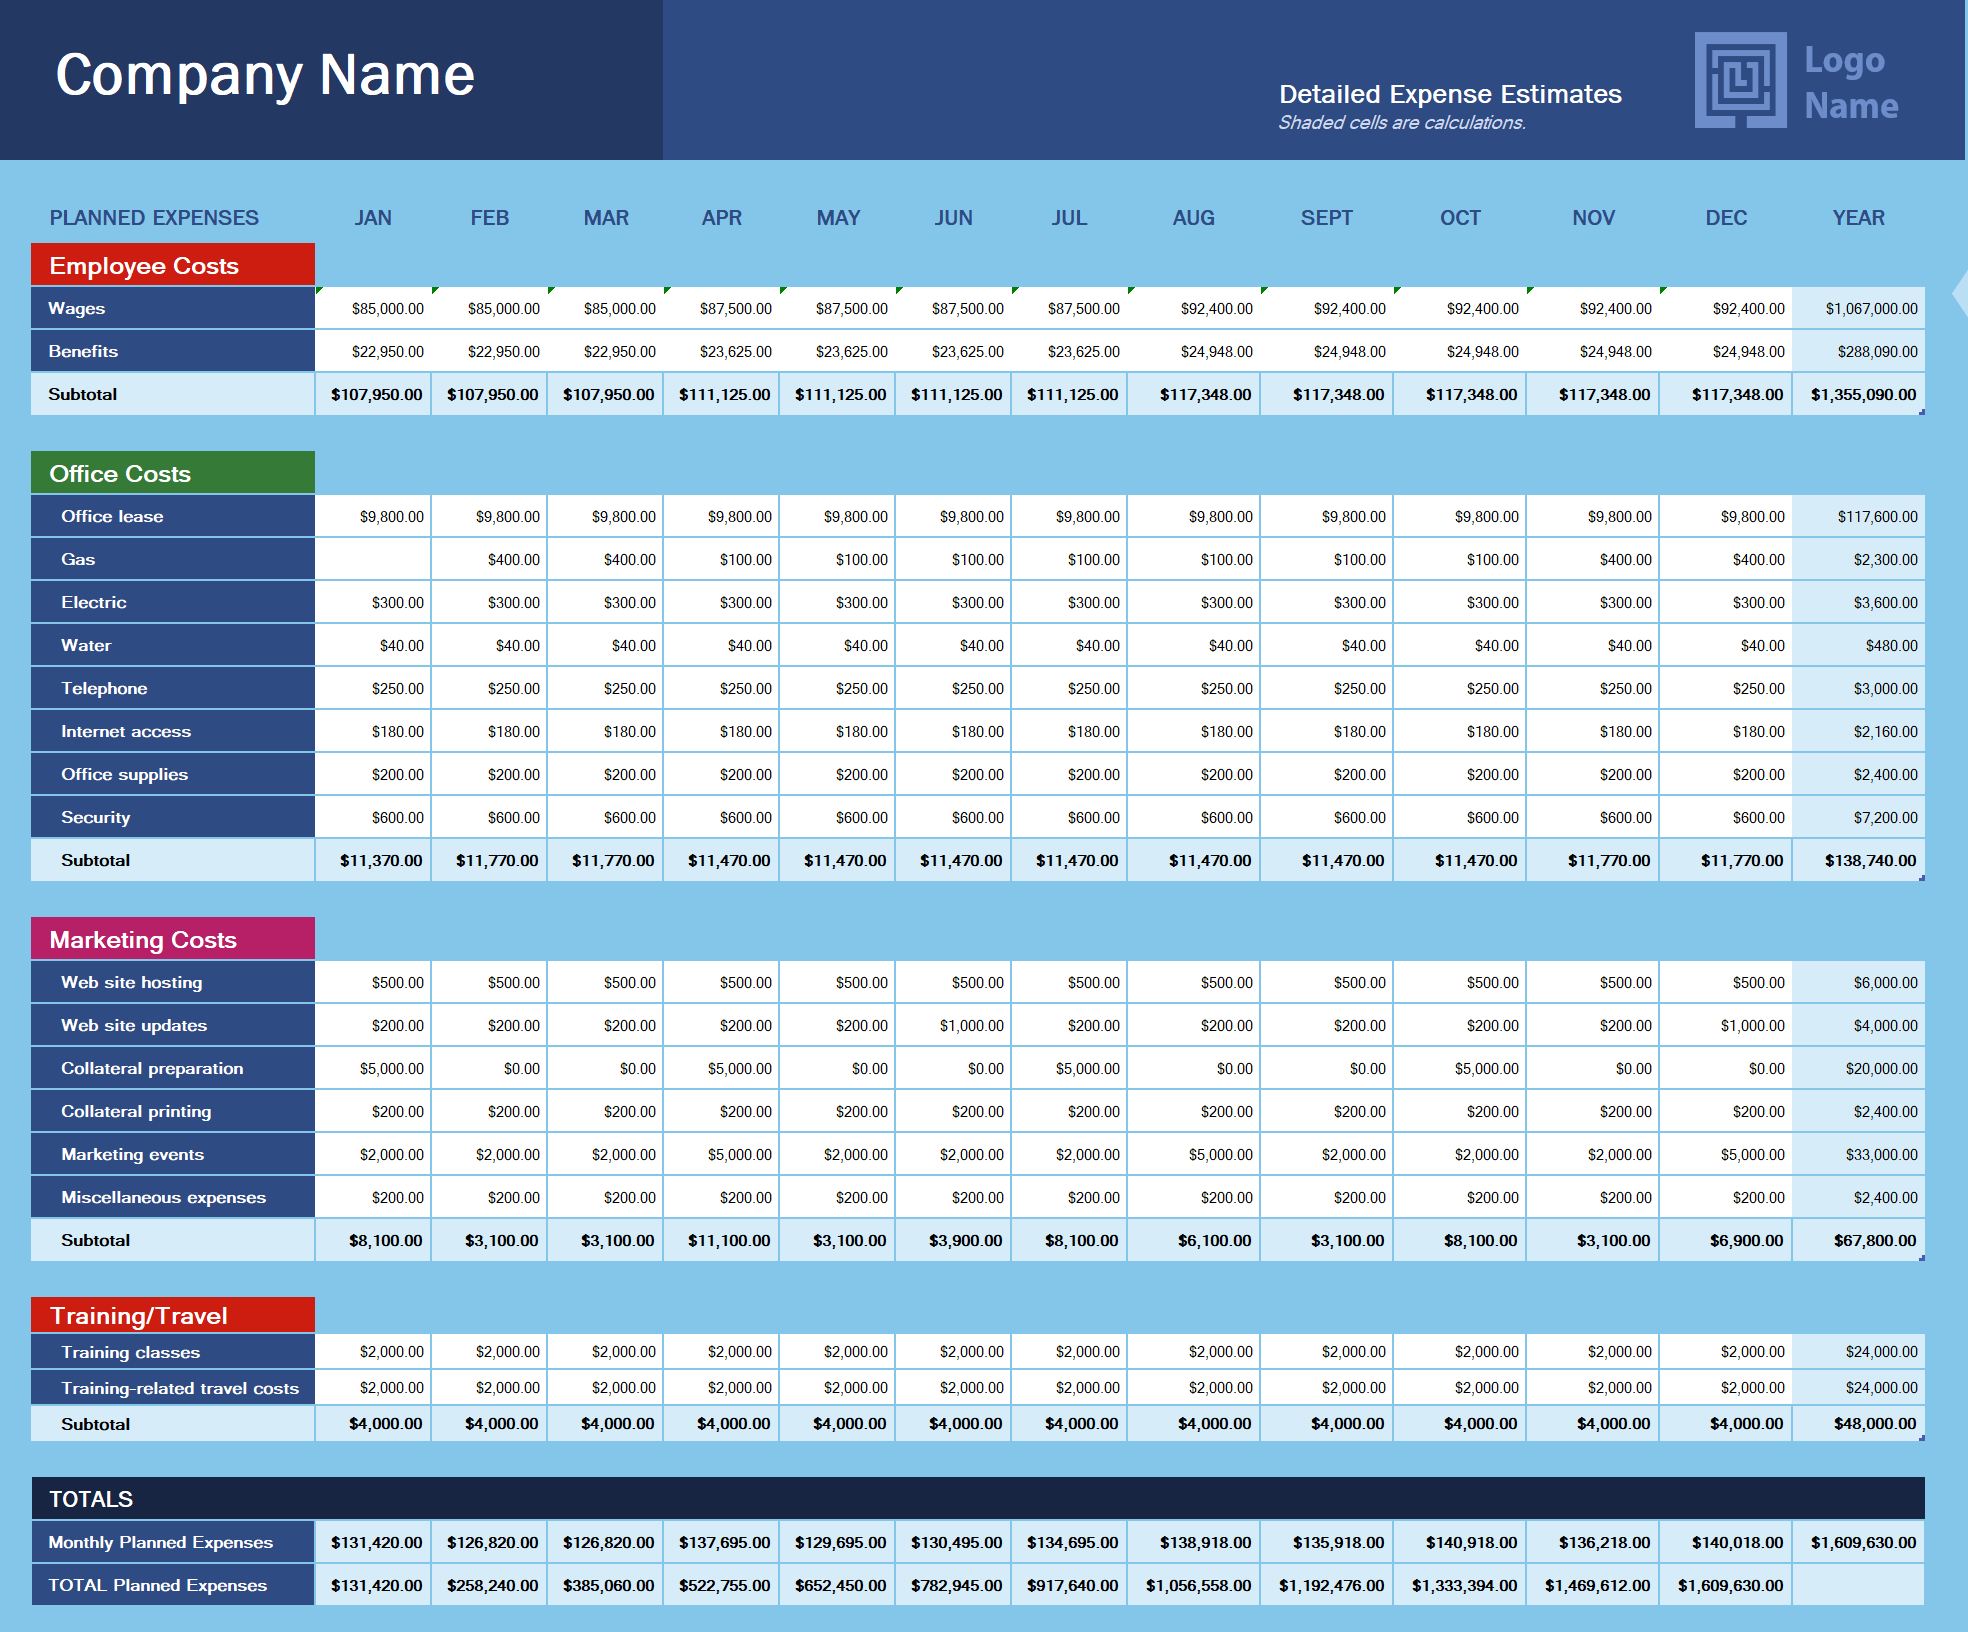 Company Name
Detailed Expense Estimates
Shaded cells are calculations.
Logo
Name
PLANNED EXPENSES JAN FEB MAR APR MAY JUN JUL AUG SEPT OCT NOV DEC YEAR
Employee Costs
Wages $85,000.00 $85,000.00 $85,000.00 $87,500.00 $87,500.00 $87,500.00 $87,500.00 $92,400.00 $92,400.00 $92,400.00 $92,400.00 $92,400.00 $1,067,000.00
Benefits $22,950.00 $22,950.00 $22,950.00 $23,625.00 $23,625.00 $23,625.00 $23,625.00 $24,948.00 $24,948.00 $24,948.00 $24,948.00 $24,948.00 $288,090.00
Subtotal $107,950.00 $107,950.00 $107,950.00 $111,125.00 $111,125.00 $111,125.00 $111,125.00 $117,348.00 $117,348.00 $117,348.00 $117,348.00 $117,348.00 $1,355,090.00
Office Costs
Office lease $9,800.00 $9,800.00 $9,800.00 $9,800.00 $9,800.00 $9,800.00 $9,800.00 $9,800.00 $9,800.00 $9,800.00 $9,800.00 $9,800.00 $117,600.00
Gas $400.00 $400.00 $100.00 $100.00 $100.00 $100.00 $100.00 $100.00 $100.00 $400.00 $400.00 $2,300.00
Electric $300.00 $300.00 $300.00 $300.00 $300.00 $300.00 $300.00 $300.00 $300.00 $300.00 $300.00 $300.00 $3,600.00
Water $40.00 $40.00 $40.00 $40.00 $40.00 $40.00 $40.00 $40.00 $40.00 $40.00 $40.00 $40.00 $480.00
Telephone $250.00 $250.00 $250.00 $250.00 $250.00 $250.00 $250.00 $250.00 $250.00 $250.00 $250.00 $250.00 $3,000.00
Internet access $180.00 $180.00 $180.00 $180.00 $180.00 $180.00 $180.00 $180.00 $180.00 $180.00 $180.00 $180.00 $2,160.00
Office supplies $200.00 $200.00 $200.00 $200.00 $200.00 $200.00 $200.00 $200.00 $200.00 $200.00 $200.00 $200.00 $2,400.00
Security $600.00 $600.00 $600.00 $600.00 $600.00 $600.00 $600.00 $600.00 $600.00 $600.00 $600.00 $600.00 $7,200.00
Subtotal $11,370.00 $11,770.00 $11,770.00 $11,470.00 $11,470.00 $11,470.00 $11,470.00 $11,470.00 $11,470.00 $11,470.00 $11,770.00 $11,770.00 $138,740.00
Marketing Costs
Web site hosting $500.00 $500.00 $500.00 $500.00 $500.00 $500.00 $500.00 $500.00 $500.00 $500.00 $500.00 $500.00 $6,000.00
Web site updates $200.00 $200.00 $200.00 $200.00 $200.00 $1,000.00 $200.00 $200.00 $200.00 $200.00 $200.00 $1,000.00 $4,000.00
Collateral preparation $5,000.00 $0.00 $0.00 $5,000.00 $0.00 $0.00 $5,000.00 $0.00 $0.00 $5,000.00 $0.00 $0.00 $20,000.00
Collateral printing $200.00 $200.00 $200.00 $200.00 $200.00 $200.00 $200.00 $200.00 $200.00 $200.00 $200.00 $200.00 $2,400.00
Marketing events $2,000.00 $2,000.00 $2,000.00 $5,000.00 $2,000.00 $2,000.00 $2,000.00 $5,000.00 $2,000.00 $2,000.00 $2,000.00 $5,000.00 $33,000.00
Miscellaneous expenses $200.00 $200.00 $200.00 $200.00 $200.00 $200.00 $200.00 $200.00 $200.00 $200.00 $200.00 $200.00 $2,400.00
Subtotal $8,100.00 $3,100.00 $3,100.00 $11,100.00 $3,100.00 $3,900.00 $8,100.00 $6,100.00 $3,100.00 $8,100.00 $3,100.00 $6,900.00 $67,800.00
Training/Travel
Training classes $2,000.00 $2,000.00 $2,000.00 $2,000.00 $2,000.00 $2,000.00 $2,000.00 $2,000.00 $2,000.00 $2,000.00 $2,000.00 $2,000.00 $24,000.00
Training-related travel costs $2,000.00 $2,000.00 $2,000.00 $2,000.00 $2,000.00 $2,000.00 $2,000.00 $2,000.00 $2,000.00 $2,000.00 $2,000.00 $2,000.00 $24,000.00
Subtotal $4,000.00 $4,000.00 $4,000.00 $4,000.00 $4,000.00 $4,000.00 $4,000.00 $4,000.00 $4,000.00 $4,000.00 $4,000.00 $4,000.00 $48,000.00
TOTALS
Monthly Planned Expenses $131,420.00 $126,820.00 $126,820.00 $137,695.00 $129,695.00 $130,495.00 $134,695.00 $138,918.00 $135,918.00 $140,918.00 $136,218.00 $140,018.00 $1,609,630.00
TOTAL Planned Expenses $131,420.00 $258,240.00 $385,060.00 $522,755.00 $652,450.00 $782,945.00 $917,640.00 $1,056,558.00 $1,192,476.00 $1,333,394.00 $1,469,612.00 $1,609,630.00